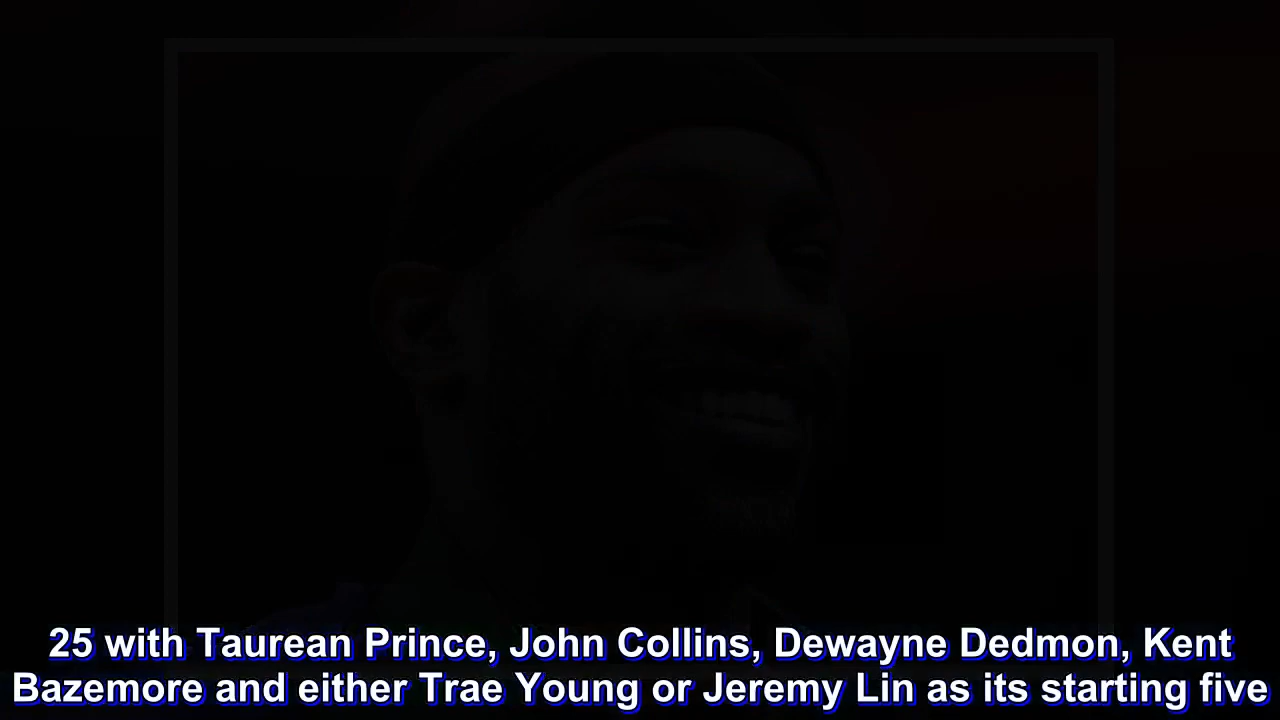 25 with Taurean Prince, John Collins, Dewayne Dedmon, Kent
Bazemore and either Trae Young or Jeremy Lin as its starting five